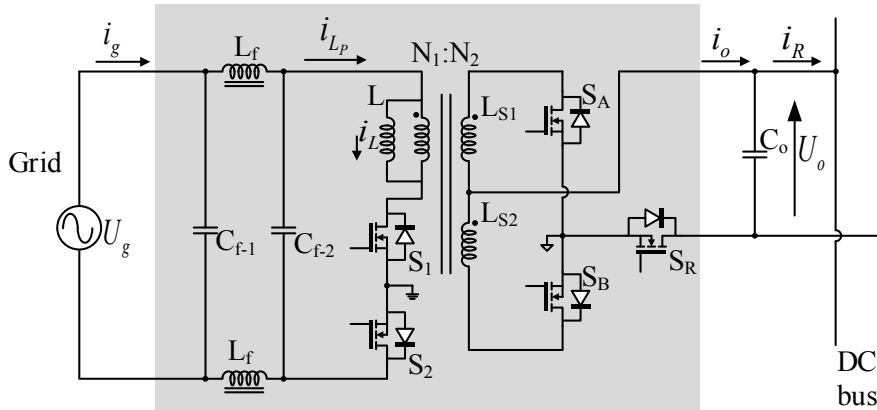 i_g
L_f
i_{L_P}
N_1:N_2
i_o
i_R
L
i_L
L_{S1}
S_A
C_o
U_o
Grid
U_g
C_{f-1}
C_{f-2}
S_1
L_{S2}
S_R
S_B
L_f
S_2
DC
bus